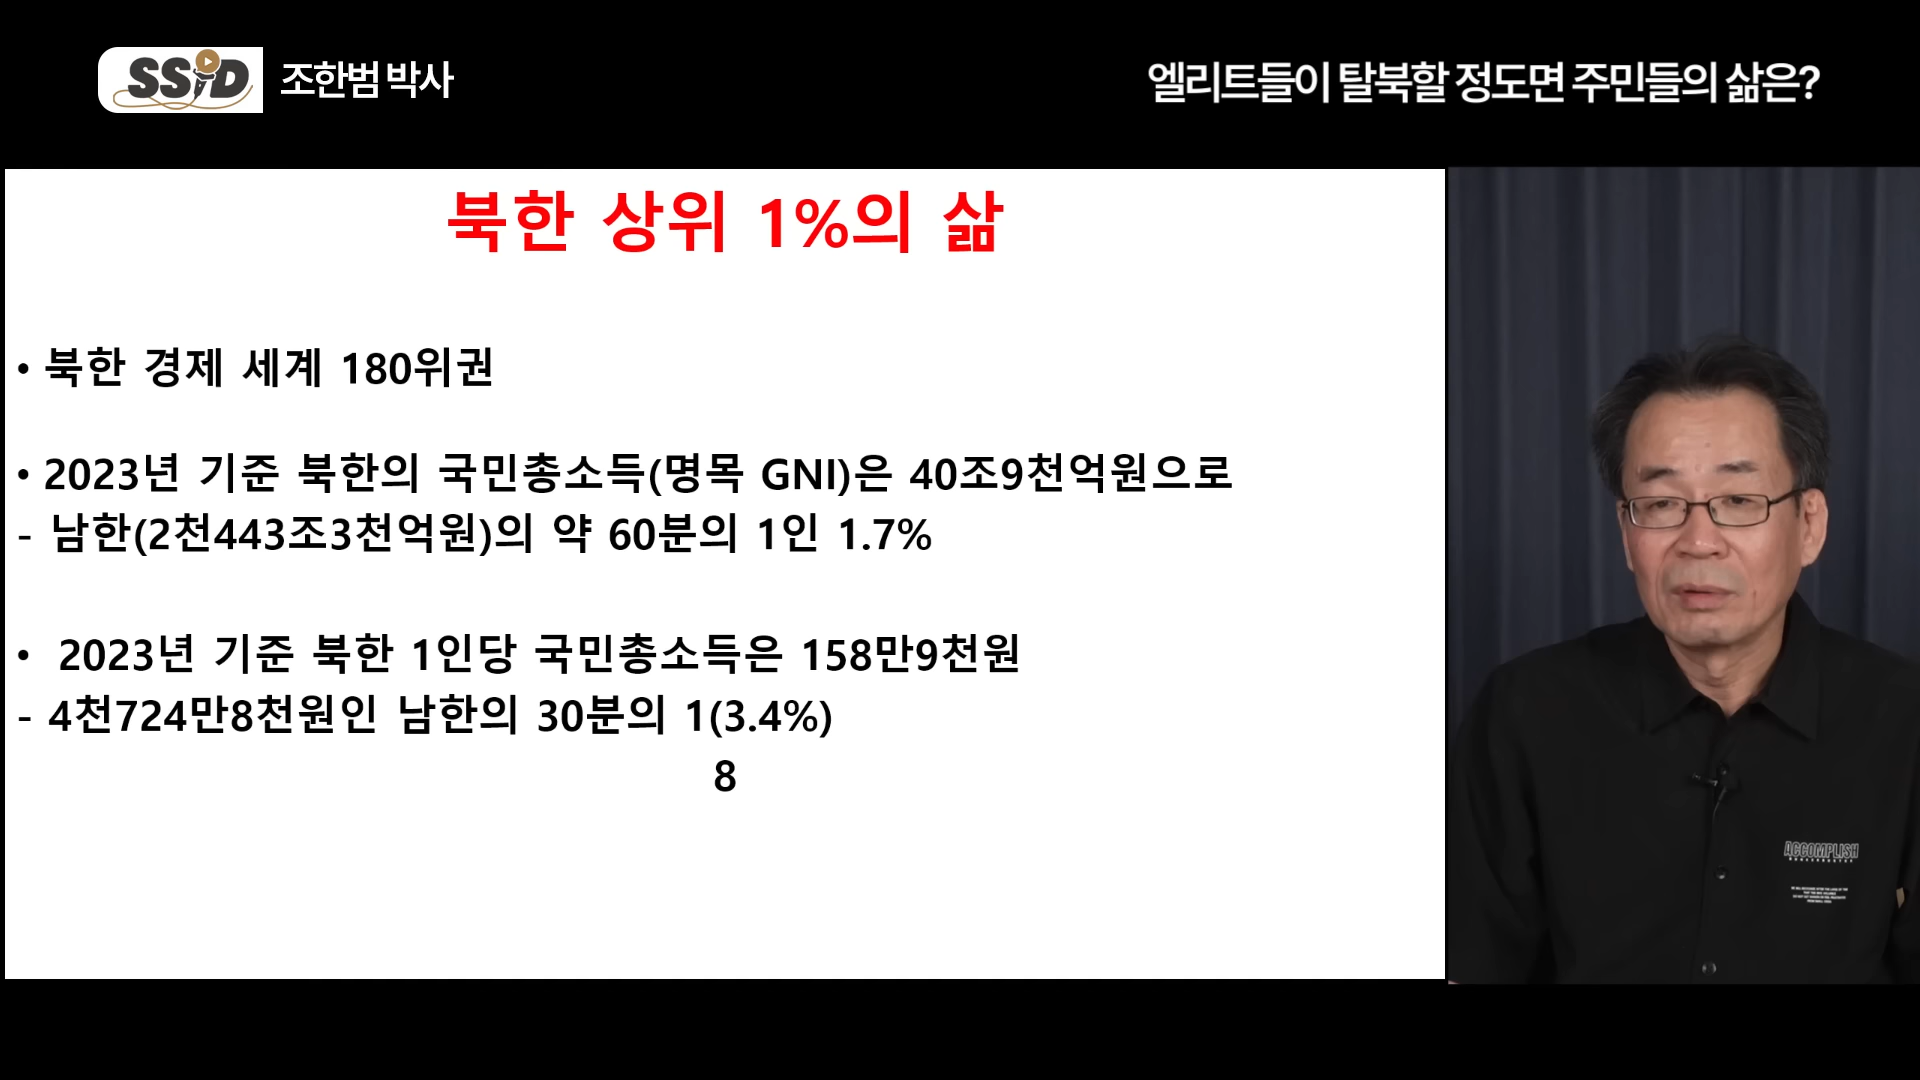 SSTD
조한범 박사
엘리트들이 탈북할 정도면 주민들의 삶은?
북한 상위 1%의 삶
• 북한 경제 세계 180위권
• 2023년 기준 북한의 국민총소득(명목 GNI)은 40조9천억원으로
- 남한(2천443조3천억원)의 약 60분의 1인 1.7%
• 2023년 기준 북한 1인당 국민총소득은 158만9천원
- 4천724만8천원인 남한의 30분의 1(3.4%)
8
ACCOMPLISH